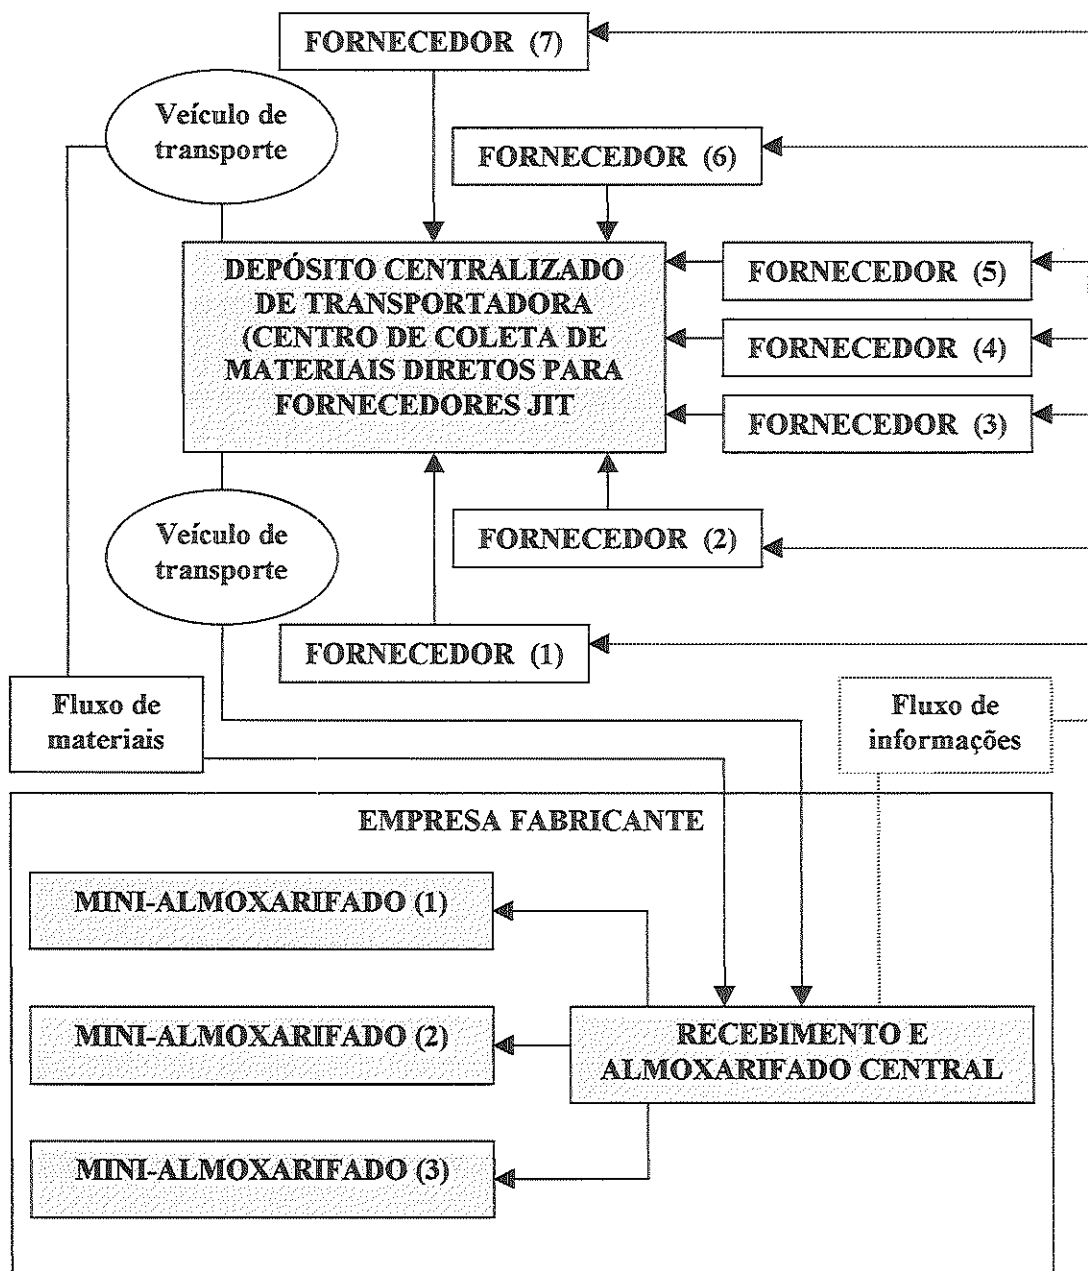 FORNECEDOR (7)
Veículo de
transporte
FORNECEDOR (6)
DEPÓSITO CENTRALIZADO
DE TRANSPORTADORA
(CENTRO DE COLETA DE
MATERIAIS DIRETOS PARA
FORNECEDORES JIT
FORNECEDOR (5)
FORNECEDOR (4)
FORNECEDOR (3)
Veículo de
transporte
FORNECEDOR (2)
FORNECEDOR (1)
Fluxo de
materiais
Fluxo de
informações
EMPRESA FABRICANTE
MINI-ALMOXARIFADO (1)
MINI-ALMOXARIFADO (2)
RECEBIMENTO E
ALMOXARIFADO CENTRAL
MINI-ALMOXARIFADO (3)